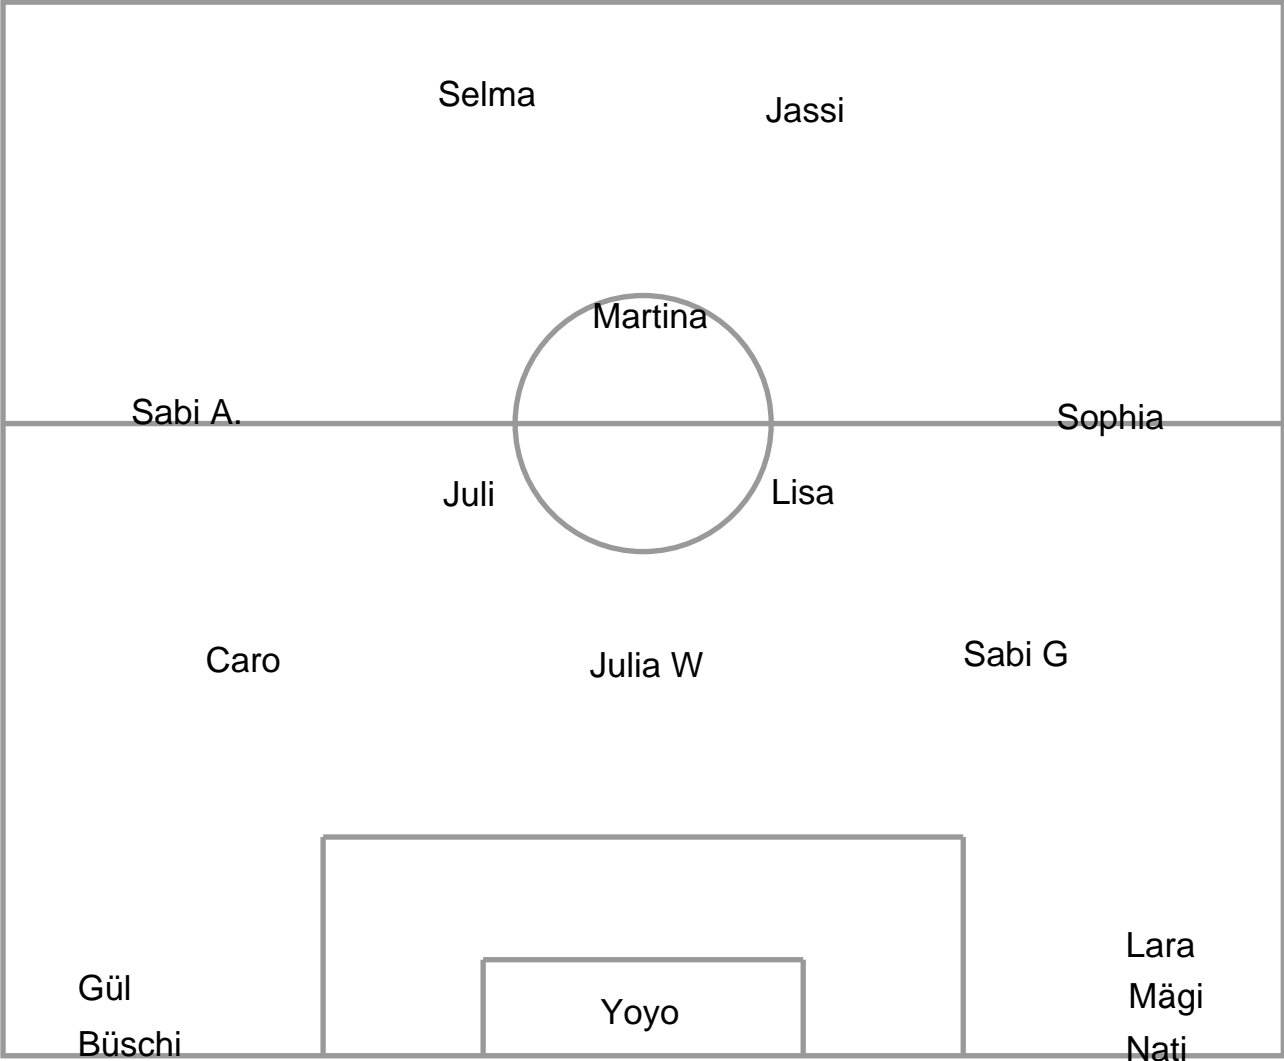 Selma
Jassi
Martina
Sabi A.
Sophia
Juli
Lisa
Caro
Julia W
Sabi G
Lara
Gül
Mägi
Yoyo
Büschi
Nati